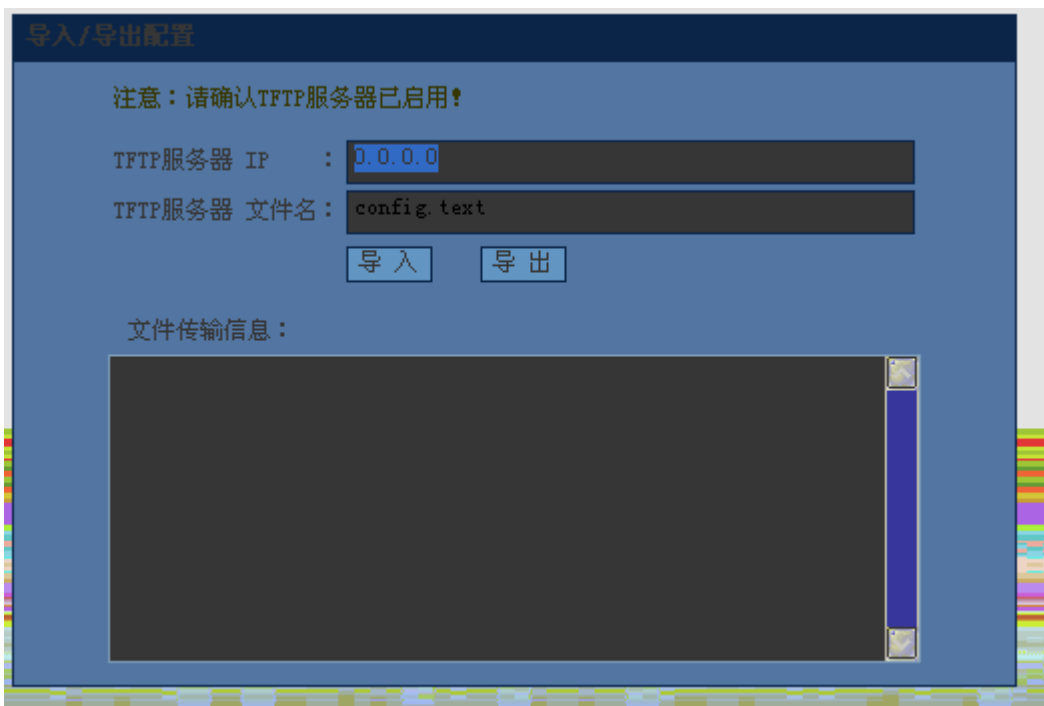 导入/导出配置
注意：请确认TFTP服务器已启用！
TFTP服务器 IP ： 0.0.0.0
TFTP服务器 文件名： config.text
导 入 导 出
文件传输信息：